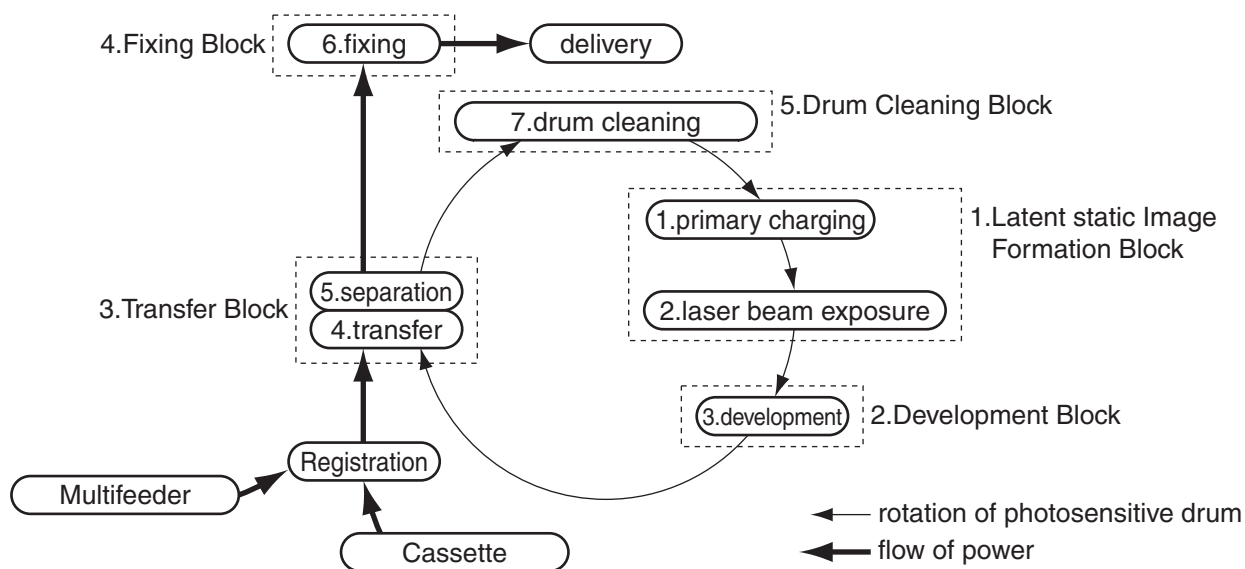 4.Fixing Block
6.fixing
delivery
7.drum cleaning
5.Drum Cleaning Block
1.primary charging
1.Latent static Image
Formation Block
2.laser beam exposure
3.Transfer Block
5.separation
4.transfer
3.development
2.Development Block
Registration
Multifeeder
Cassette
rotation of photosensitive drum
flow of power